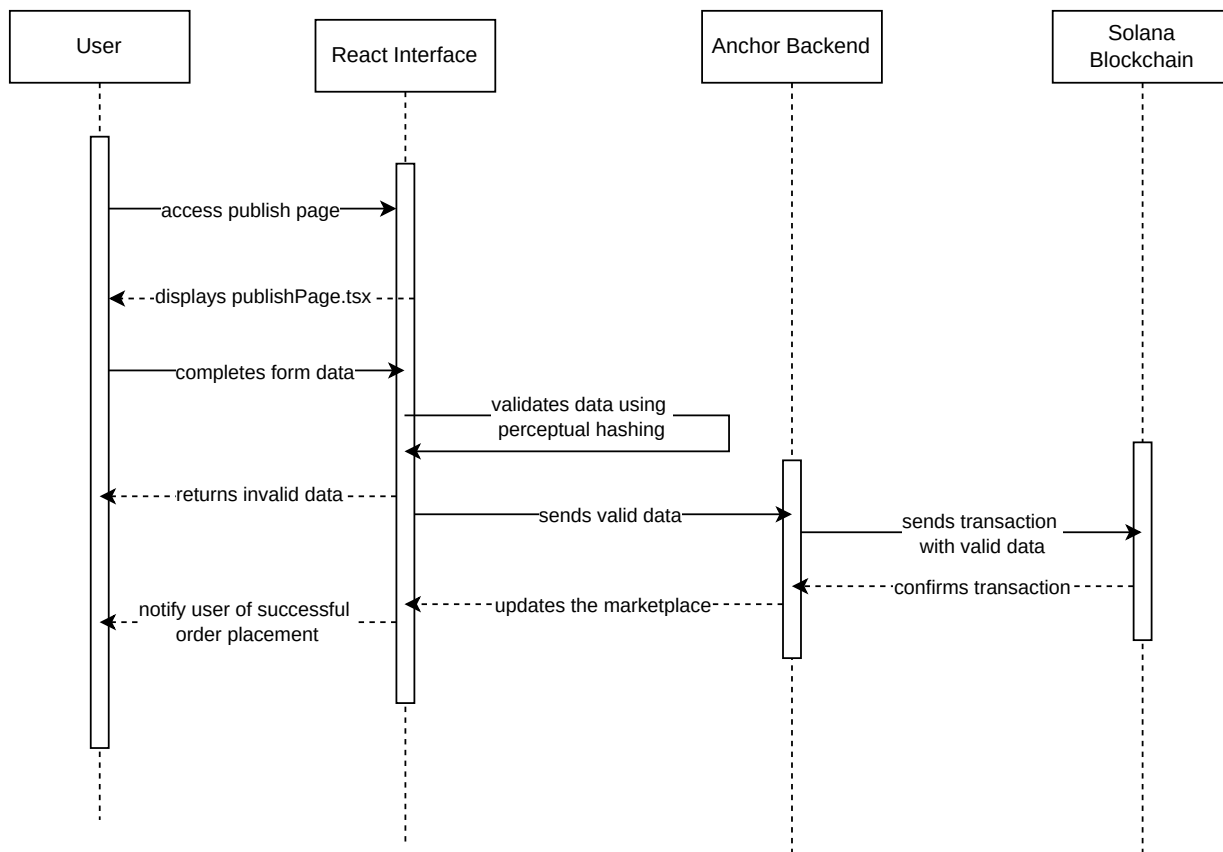 User
React Interface
Anchor Backend
Solana
Blockchain
access publish page
displays publishPage.tsx
completes form data
validates data using
perceptual hashing
returns invalid data
sends valid data
sends transaction
with valid data
confirms transaction
updates the marketplace
notify user of successful
order placement